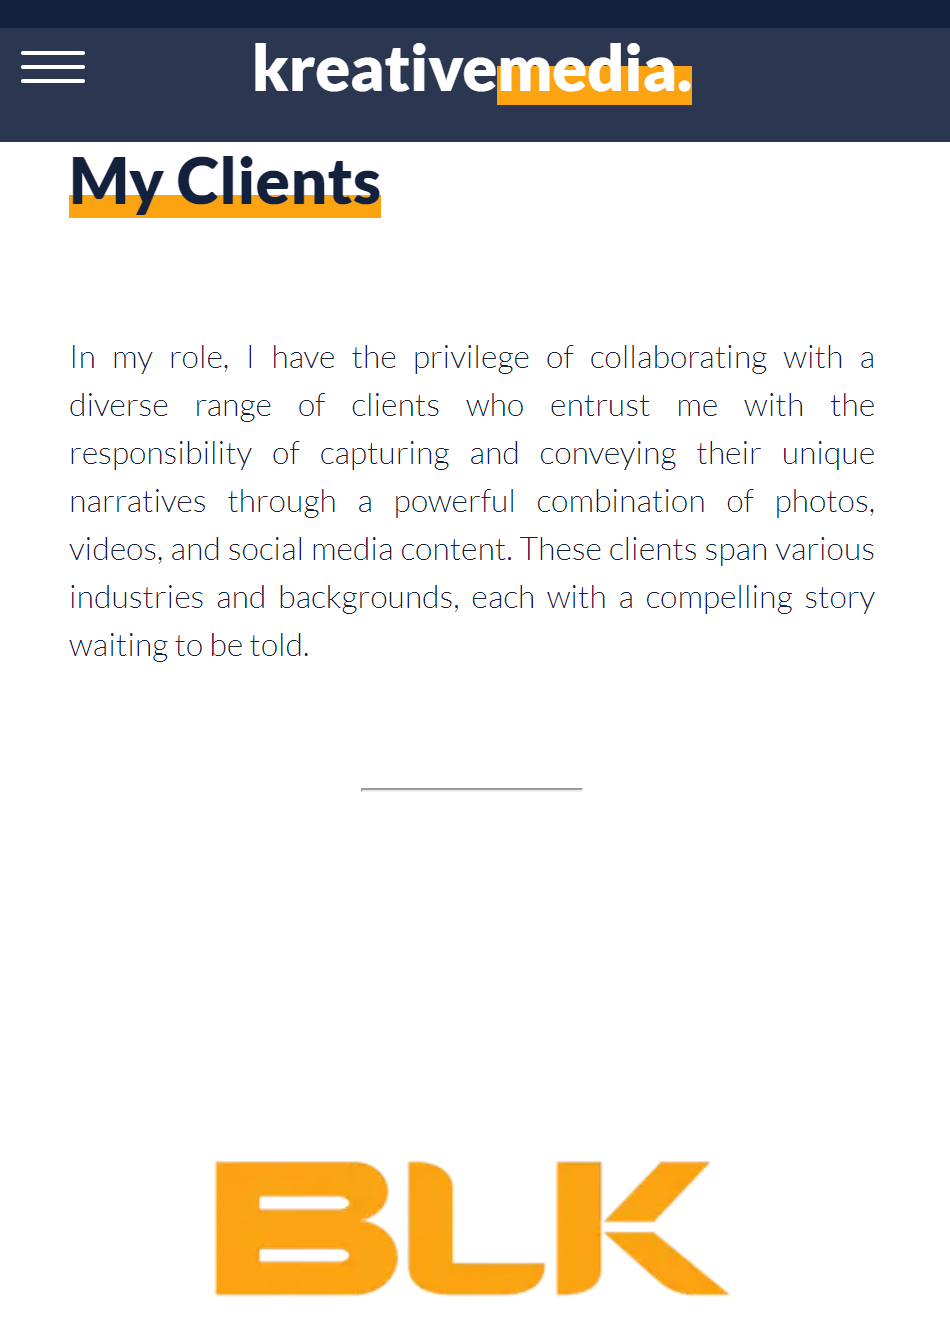 kreativemedia.
My Clients
In my role, I have the privilege of collaborating with a
diverse range of clients who entrust me with the
responsibility of capturing and conveying their unique
narratives through a powerful combination of photos,
videos, and social media content. These clients span various
industries and backgrounds, each with a compelling story
waiting to be told.
BLK